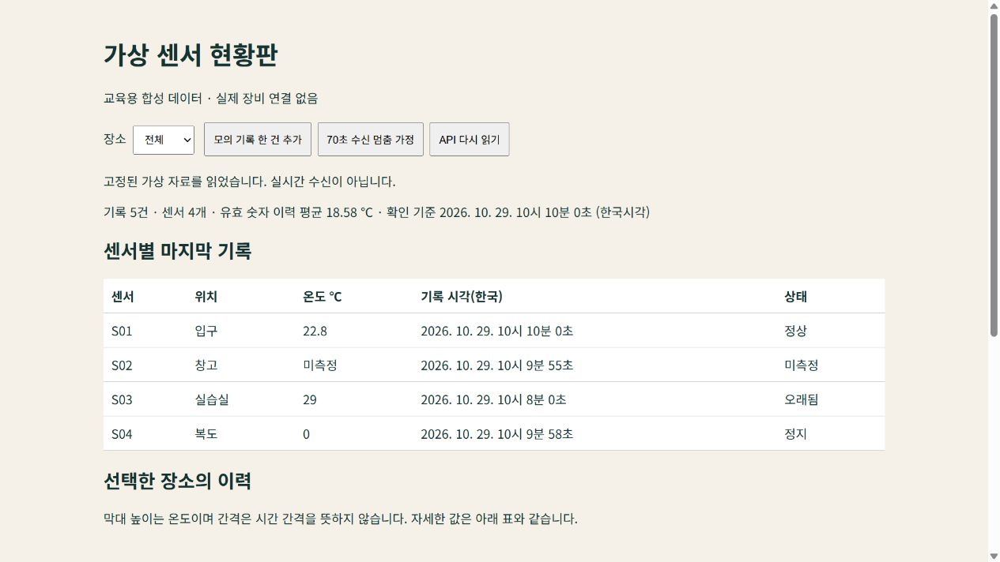 가상 센서 현황판
교육용 합성 데이터 · 실제 장비 연결 없음
장소 전체 모의 기록 한 건 추가 70초 수신 멈춤 가정 API 다시 읽기
고정된 가상 자료를 읽었습니다. 실시간 수신이 아닙니다.
기록 5건 · 센서 4개 · 유효 숫자 이력 평균 18.58 ℃ · 확인 기준 2026. 10. 29. 10시 10분 0초 (한국시각)
센서별 마지막 기록
센서 위치 온도 ℃ 기록 시각(한국) 상태
S01 입구 22.8 2026. 10. 29. 10시 10분 0초 정상
S02 창고 미측정 2026. 10. 29. 10시 9분 55초 미측정
S03 실습실 29 2026. 10. 29. 10시 8분 0초 오래됨
S04 복도 0 2026. 10. 29. 10시 9분 58초 정지
선택한 장소의 이력
막대 높이는 온도이며 간격은 시간 간격을 뜻하지 않습니다. 자세한 값은 아래 표와 같습니다.